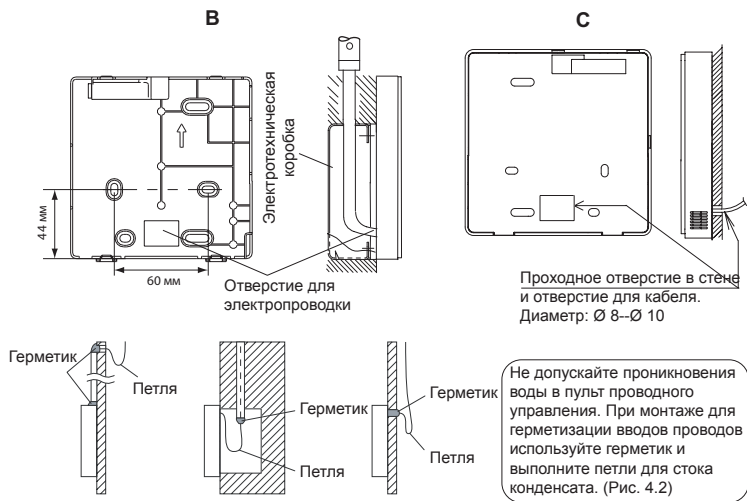 B
C
Электротехническая
коробка
44 мм
60 мм
Отверстие для
электропроводки
Проходное отверстие в стене
и отверстие для кабеля.
Диаметр: Ø 8--Ø 10
Герметик
Петля
Герметик
Петля
Герметик
Петля
Не допускайте проникновения
воды в пульт проводного
управления. При монтаже для
герметизации вводов проводов
используйте герметик и
выполните петли для стока
конденсата. (Рис. 4.2)